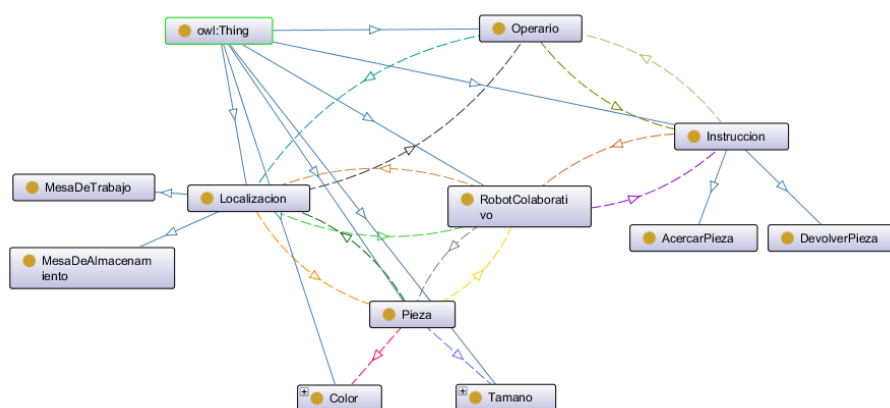 owl:Thing
Operario
Instruccion
MesaDeTrabajo
Localizacion
RobotColaborati
vo
AcercarPieza
DevolverPieza
MesaDeAlmacenam
iento
Pieza
Color
Tamano